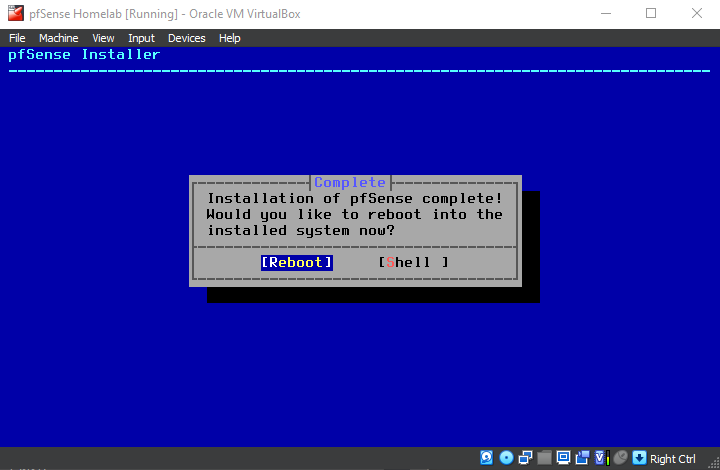 pfSense Homelab [Running] - Oracle VM VirtualBox
File Machine View Input Devices Help
pfSense Installer
Complete
Installation of pfSense complete!
Would you like to reboot into the
installed system now?
[Reboot] [ Shell ]
Right Ctrl